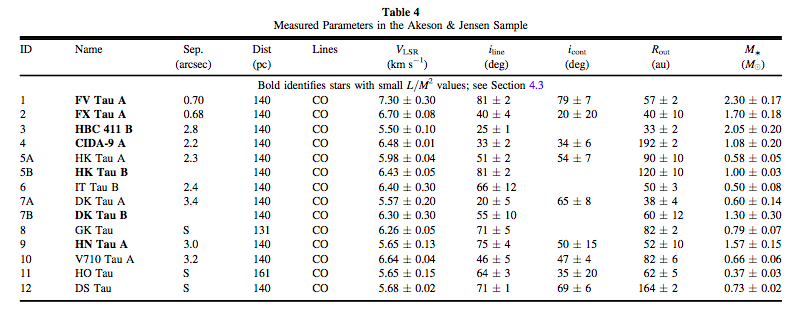 Table 4
Measured Parameters in the Akeson & Jensen Sample
ID Name Sep. Dist Lines V_LSR i_line i_cont R_out M_*
(arcsec) (pc) (km s⁻¹) (deg) (deg) (au) (M_⊙)
Bold identifies stars with small L/M² values; see Section 4.3
1 FV Tau A 0.70 140 CO 7.30 ± 0.30 81 ± 2 79 ± 7 57 ± 2 2.30 ± 0.17
2 FX Tau A 0.68 140 CO 6.70 ± 0.08 40 ± 4 20 ± 20 40 ± 10 1.70 ± 0.18
3 HBC 411 B 2.8 140 CO 5.50 ± 0.10 25 ± 1 33 ± 2 2.05 ± 0.20
4 CIDA-9 A 2.2 140 CO 6.48 ± 0.01 33 ± 2 34 ± 6 192 ± 2 1.08 ± 0.20
5A HK Tau A 2.3 140 CO 5.98 ± 0.04 51 ± 2 54 ± 7 90 ± 10 0.58 ± 0.05
5B HK Tau B 140 CO 6.43 ± 0.05 81 ± 2 120 ± 10 1.00 ± 0.03
6 IT Tau B 2.4 140 CO 6.40 ± 0.30 66 ± 12 50 ± 3 0.50 ± 0.08
7A DK Tau A 3.4 140 CO 5.57 ± 0.20 20 ± 5 65 ± 8 38 ± 4 0.60 ± 0.14
7B DK Tau B 140 CO 6.30 ± 0.30 55 ± 10 60 ± 12 1.30 ± 0.30
8 GK Tau S 131 CO 6.26 ± 0.05 71 ± 5 82 ± 2 0.79 ± 0.07
9 HN Tau A 3.0 140 CO 5.65 ± 0.13 75 ± 4 50 ± 15 52 ± 10 1.57 ± 0.15
10 V710 Tau A 3.2 140 CO 6.64 ± 0.04 46 ± 5 47 ± 4 82 ± 6 0.66 ± 0.06
11 HO Tau S 161 CO 5.65 ± 0.15 64 ± 3 35 ± 20 62 ± 5 0.37 ± 0.03
12 DS Tau S 140 CO 5.68 ± 0.02 71 ± 1 69 ± 6 164 ± 2 0.73 ± 0.02